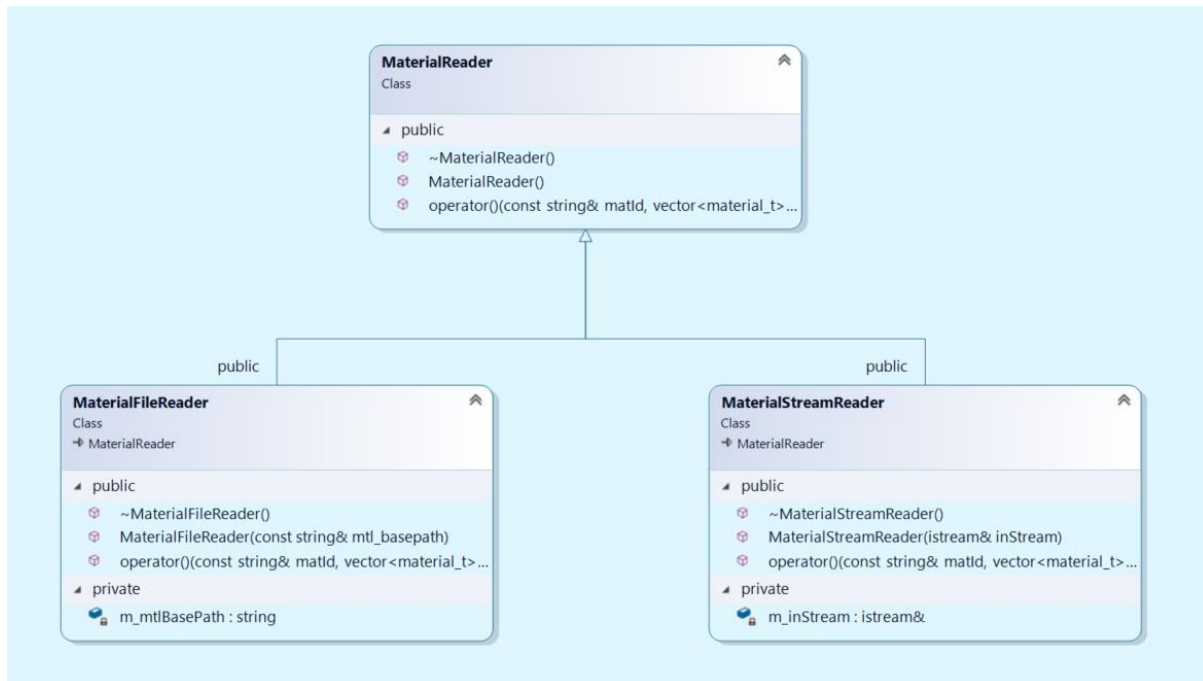 MaterialReader
Class
public
~MaterialReader()
MaterialReader()
operator()(const string& matId, vector<material_t>...
public
public
MaterialFileReader
Class
MaterialReader
public
~MaterialFileReader()
MaterialFileReader(const string& mtl_basepath)
operator()(const string& matId, vector<material_t>...
private
m_mtlBasePath : string
MaterialStreamReader
Class
MaterialReader
public
~MaterialStreamReader()
MaterialStreamReader(istream& inStream)
operator()(const string& matId, vector<material_t>...
private
m_inStream : istream&